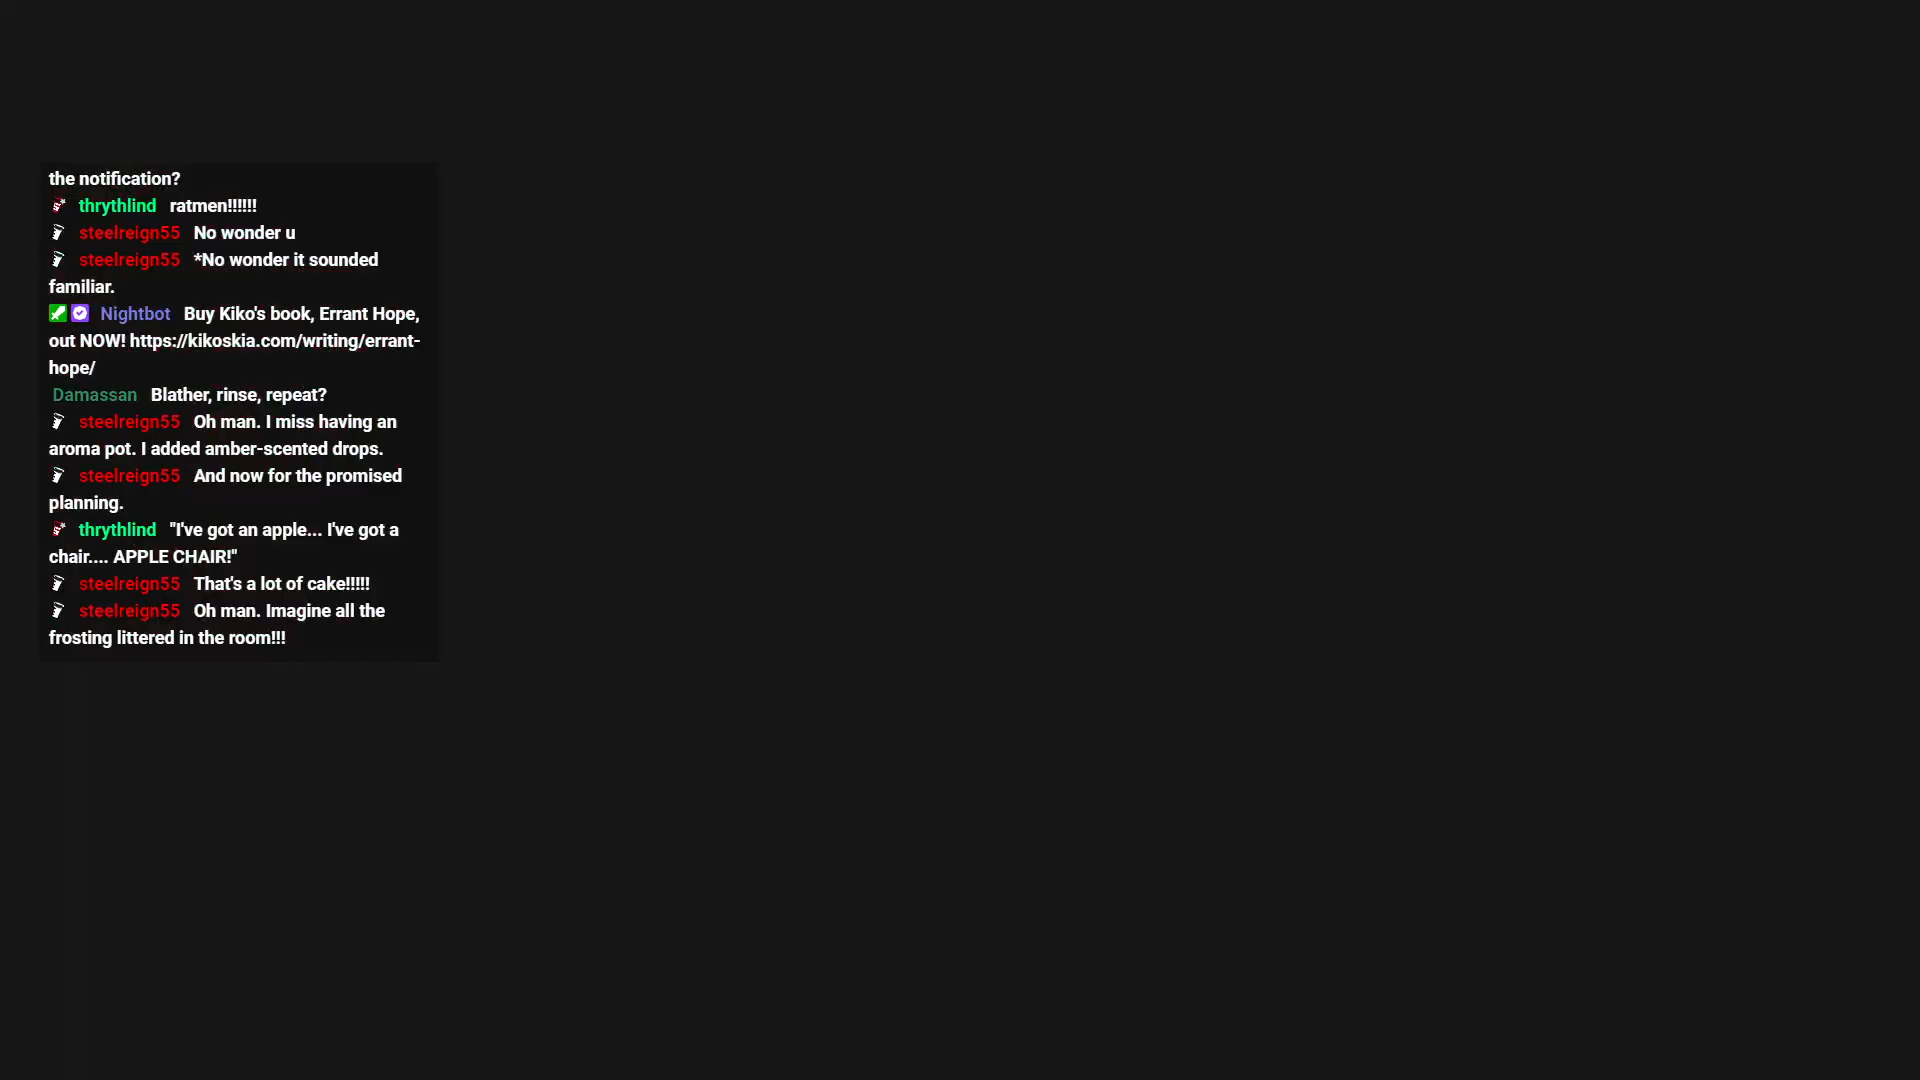 the notification?
thrythlind ratmen!!!!!!
steelreign55 No wonder u
steelreign55 *No wonder it sounded
familiar.
Nightbot Buy Kiko's book, Errant Hope,
out NOW! https://kikoskia.com/writing/errant-
hope/
Damassan Blather, rinse, repeat?
steelreign55 Oh man. I miss having an
aroma pot. I added amber-scented drops.
steelreign55 And now for the promised
planning.
thrythlind "I've got an apple... I've got a
chair.... APPLE CHAIR!"
steelreign55 That's a lot of cake!!!!!
steelreign55 Oh man. Imagine all the
frosting littered in the room!!!